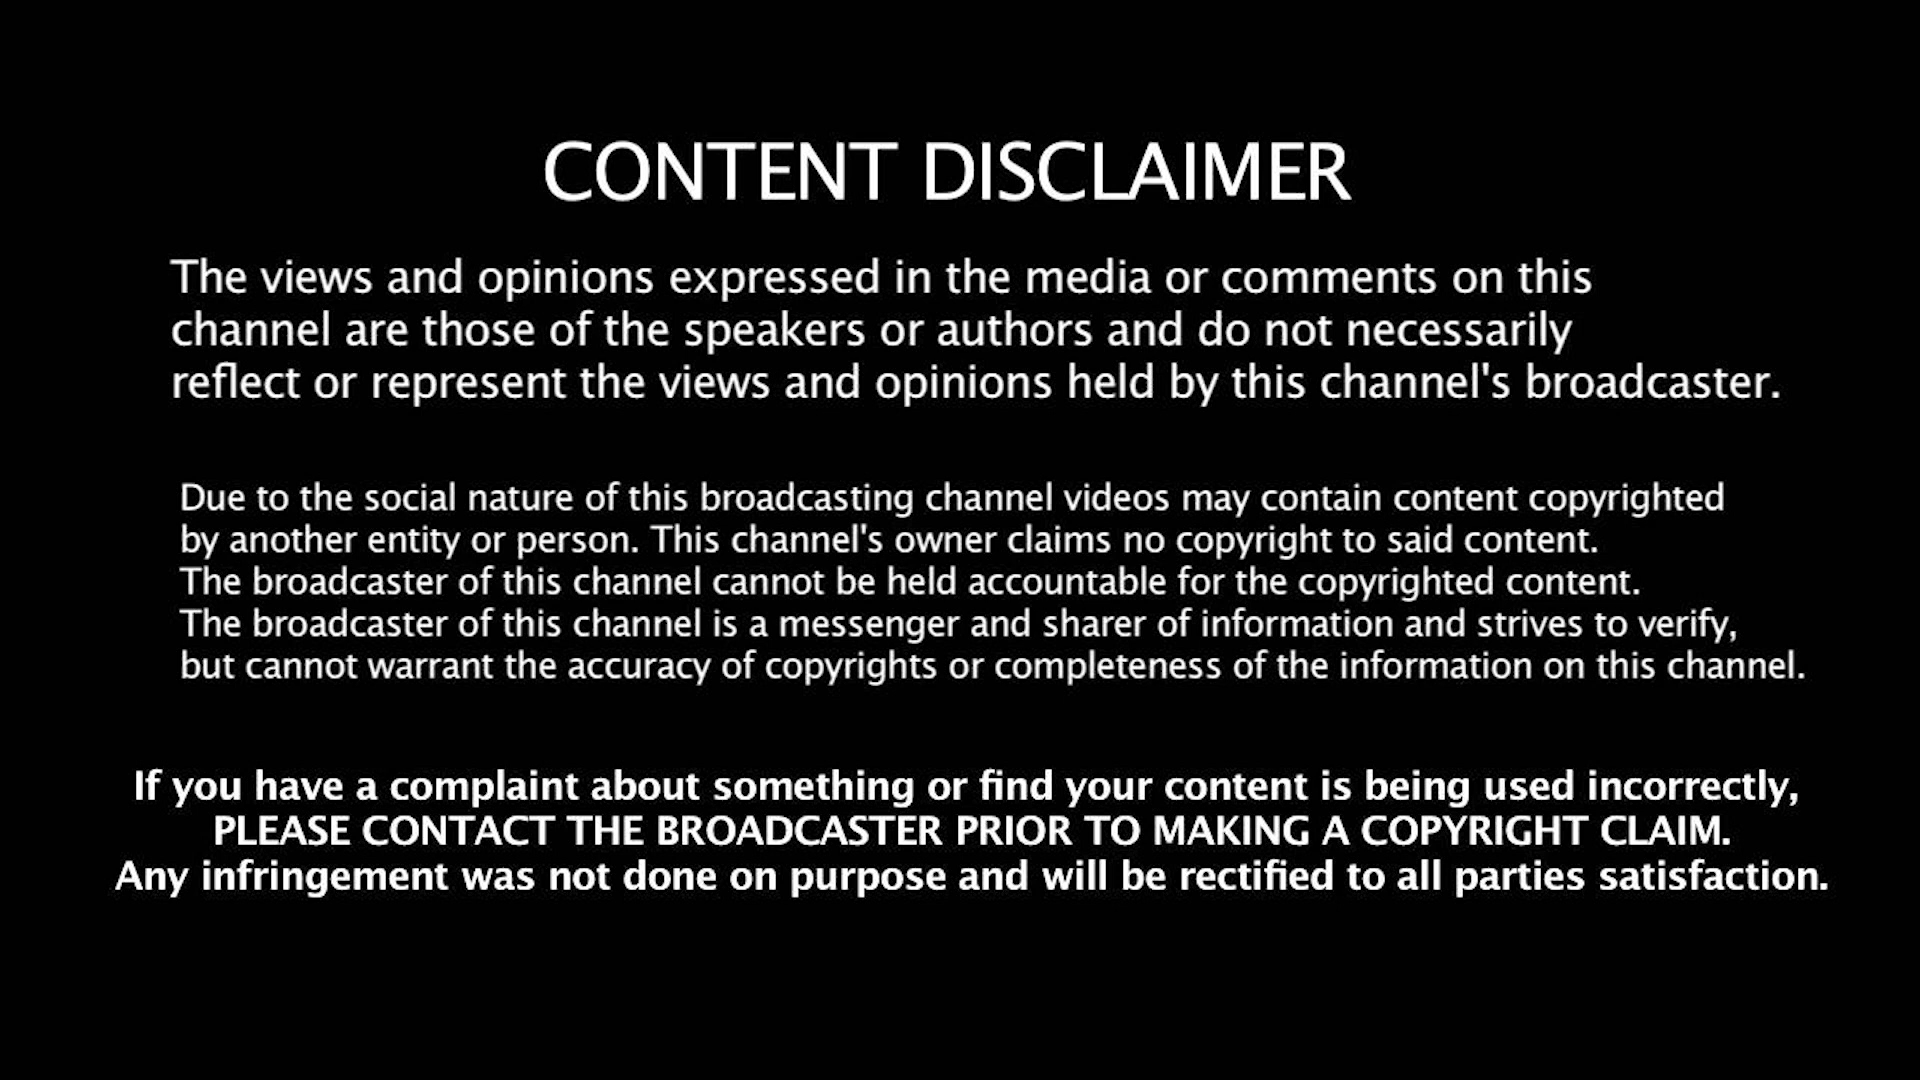 CONTENT DISCLAIMER
The views and opinions expressed in the media or comments on this
channel are those of the speakers or authors and do not necessarily
reflect or represent the views and opinions held by this channel's broadcaster.
Due to the social nature of this broadcasting channel videos may contain content copyrighted
by another entity or person. This channel's owner claims no copyright to said content.
The broadcaster of this channel cannot be held accountable for the copyrighted content.
The broadcaster of this channel is a messenger and sharer of information and strives to verify,
but cannot warrant the accuracy of copyrights or completeness of the information on this channel.
If you have a complaint about something or find your content is being used incorrectly,
PLEASE CONTACT THE BROADCASTER PRIOR TO MAKING A COPYRIGHT CLAIM.
Any infringement was not done on purpose and will be rectified to all parties satisfaction.